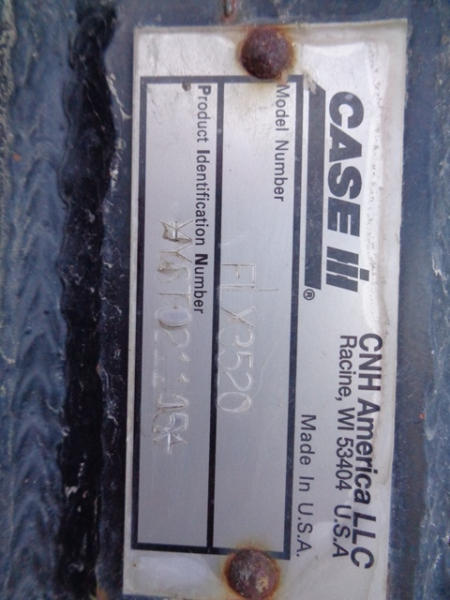 CASE IH
®
CNH America LLC
Racine, WI 53404 U.S.A
Made In U.S.A.
Model Number
FLX3520
Product Identification Number